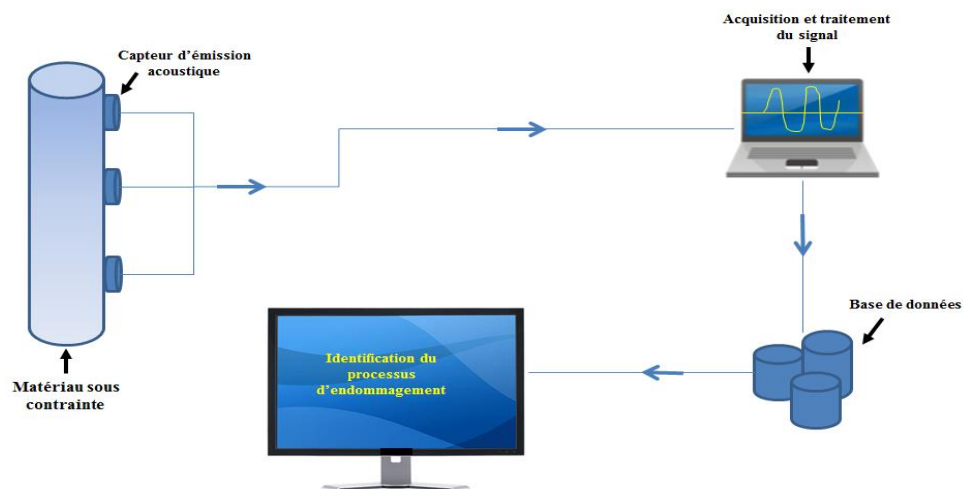 Acquisition et traitement
du signal
Capteur d'émission
acoustique
Base de données
Identification du
processus
d'endommagement
Matériau sous
contrainte